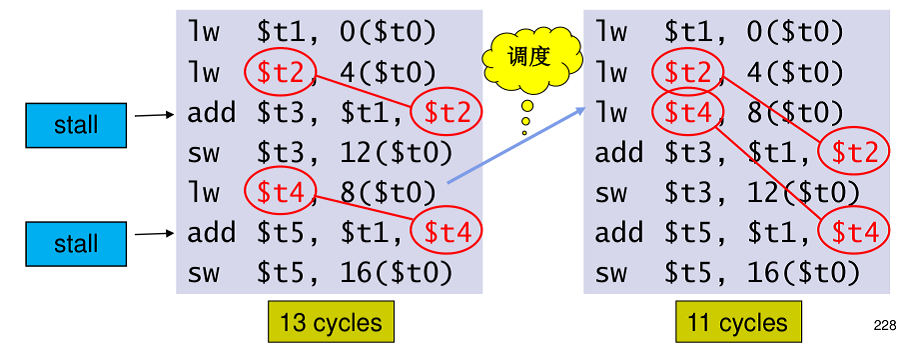 lw $t1, 0($t0)
lw $t2, 4($t0)
stall
add $t3, $t1, $t2
sw $t3, 12($t0)
lw $t4, 8($t0)
stall
add $t5, $t1, $t4
sw $t5, 16($t0)
13 cycles
调度
lw $t1, 0($t0)
lw $t2, 4($t0)
lw $t4, 8($t0)
add $t3, $t1, $t2
sw $t3, 12($t0)
add $t5, $t1, $t4
sw $t5, 16($t0)
11 cycles
228